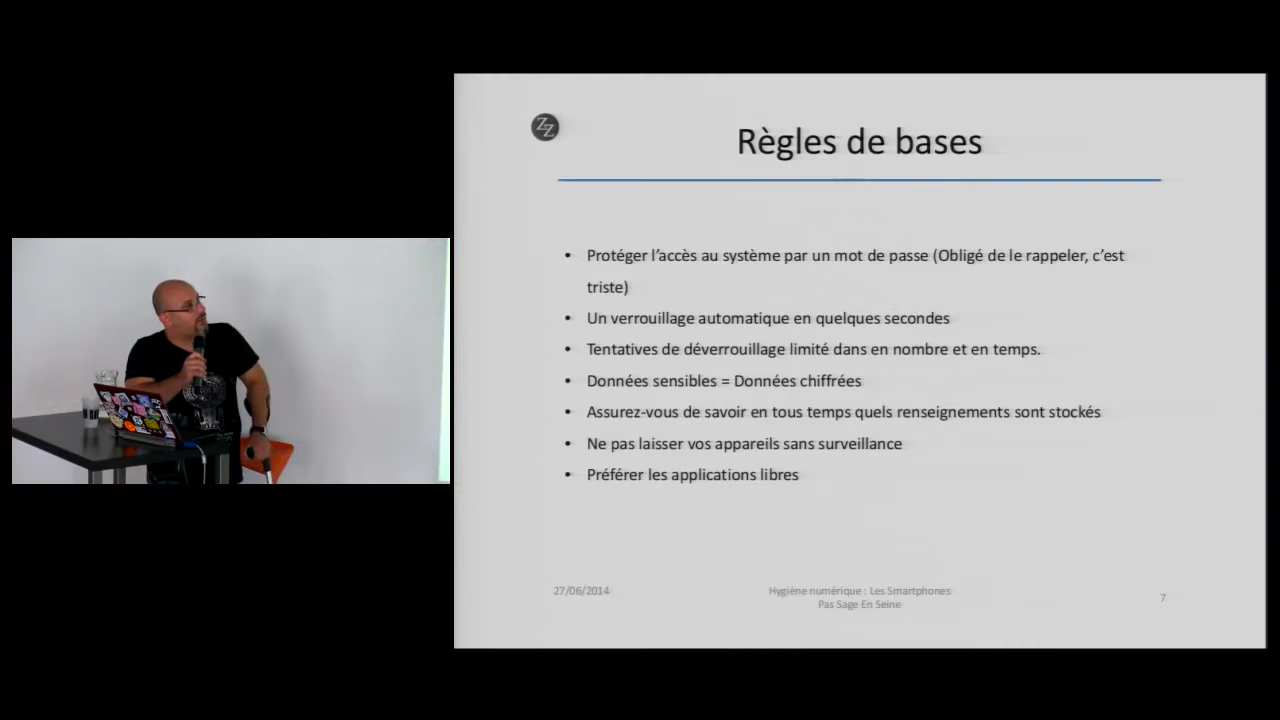 ZZ
Règles de bases
• Protéger l'accès au système par un mot de passe (Obligé de le rappeler, c'est
triste)
• Un verrouillage automatique en quelques secondes
• Tentatives de déverrouillage limité dans en nombre et en temps.
• Données sensibles = Données chiffrées
• Assurez-vous de savoir en tous temps quels renseignements sont stockés
• Ne pas laisser vos appareils sans surveillance
• Préférer les applications libres
27/06/2014
Hygiène numérique : Les Smartphones
Pas Sage En Seine
7